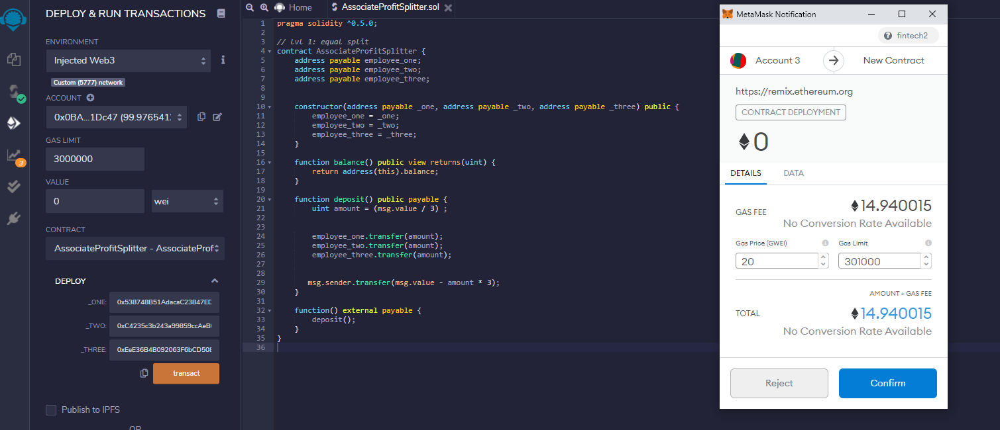 DEPLOY & RUN TRANSACTIONS
ENVIRONMENT
Injected Web3
Custom (5777) network
ACCOUNT
0x0BA...1Dc47 (99.9765413
GAS LIMIT
3000000
VALUE
0
wei
CONTRACT
AssociateProfitSplitter - AssociateProf
DEPLOY
_ONE:
0x538748B51AdacaC23847ED
_TWO:
0xC4235c3b243a99859ccAeB
_THREE:
0xEeE36B4B092063F6bCD50
transact
Publish to IPFS
OR
3
Home
AssociateProfitSplitter.sol
1 pragma solidity ^0.5.0;
2
3 // lvl 1: equal split
4 contract AssociateProfitSplitter {
5 address payable employee_one;
6 address payable employee_two;
7 address payable employee_three;
8
9
10 constructor(address payable _one, address payable _two, address payable _three) public {
11 employee_one = _one;
12 employee_two = _two;
13 employee_three = _three;
14 }
15
16 function balance() public view returns(uint) {
17 return address(this).balance;
18 }
19
20 function deposit() public payable {
21 uint amount = (msg.value / 3) ;
22
23
24 employee_one.transfer(amount);
25 employee_two.transfer(amount);
26 employee_three.transfer(amount);
27
28
29 msg.sender.transfer(msg.value - amount * 3);
30 }
31
32 function() external payable {
33 deposit();
34 }
35 }
36
MetaMask Notification
fintech2
Account 3
New Contract
https://remix.ethereum.org
CONTRACT DEPLOYMENT
0
DETAILS
DATA
GAS FEE
14.940015
No Conversion Rate Available
Gas Price (GWEI)
Gas Limit
20
301000
AMOUNT + GAS FEE
TOTAL
14.940015
No Conversion Rate Available
Reject
Confirm